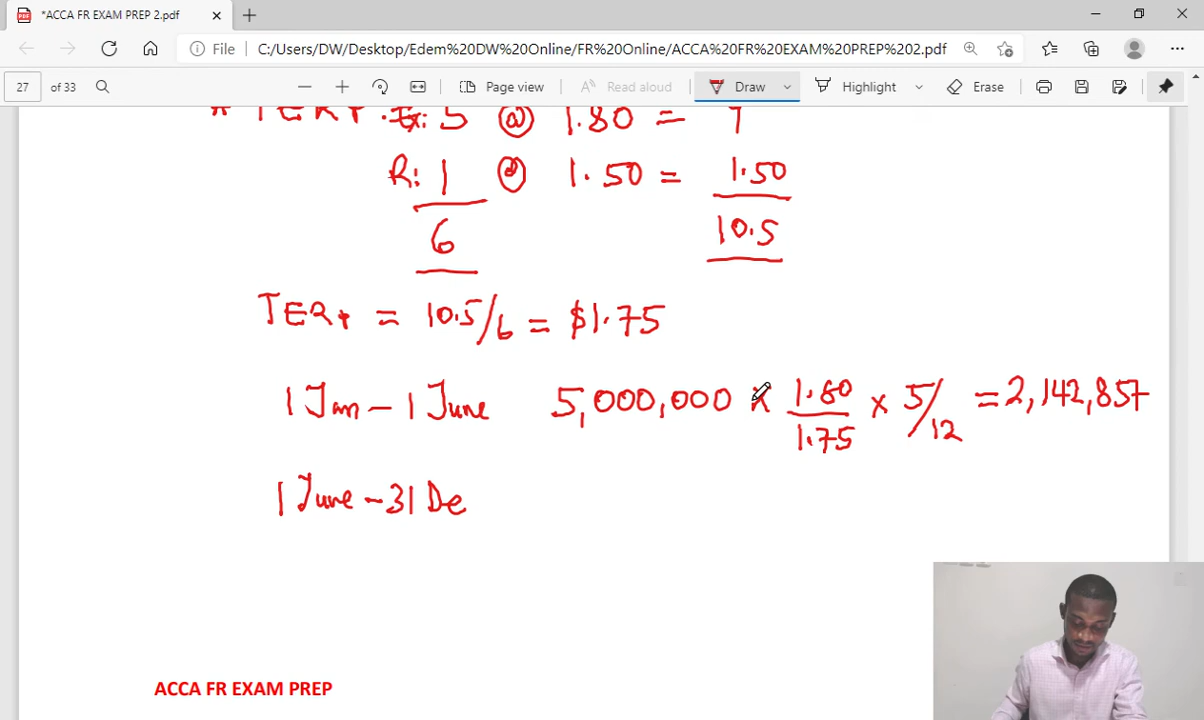 *ACCA FR EXAM PREP 2.pdf
File C:/Users/DW/Desktop/Edem%20DW%20Online/FR%20Online/ACCA%20FR%20EXAM%20PREP%202.pdf
27 of 33 Page view Read aloud Draw Highlight Erase
5 @ 1.80 = 9
R: 1 @ 1.50 = 1.50
6 10.5
TERP = 10.5/6 = $1.75
1 Jan - 1 June 5,000,000 x 1.80/1.75 x 5/12 = 2,142,857
1 June - 31 De
ACCA FR EXAM PREP